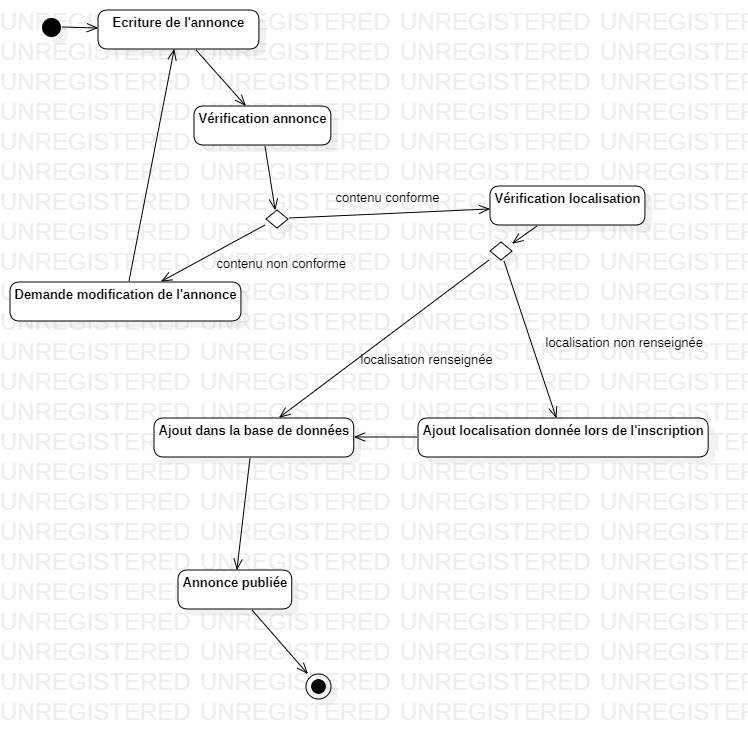 Ecriture de l'annonce
Vérification annonce
contenu conforme
Vérification localisation
contenu non conforme
Demande modification de l'annonce
localisation non renseignée
localisation renseignée
Ajout dans la base de données
Ajout localisation donnée lors de l'inscription
Annonce publiée
UNREGISTERED